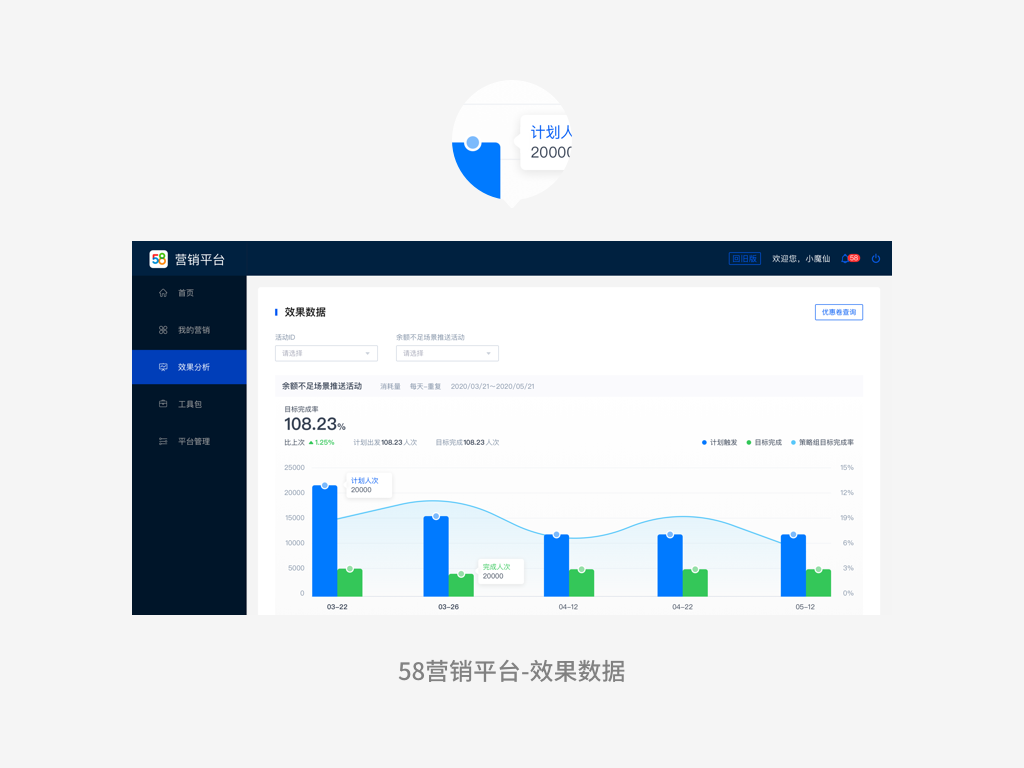 计划人
20000
58 营销平台
回旧版 欢迎您，小魔仙 58
首页
我的营销
效果分析
工具包
平台管理
效果数据
优惠卷查询
活动ID 余额不足场景推送活动
请选择 请选择
余额不足场景推送活动 消耗量 每天-重复 2020/03/21～2020/05/21
目标完成率
108.23%
比上次 1.25% 计划出发108.23人次 目标完成108.23人次
计划触发 目标完成 策略组目标完成率
25000 15%
计划人次
20000
20000 12%
15000 19%
10000 6%
完成人次
20000
5000 3%
0 0%
03-22 03-26 04-12 04-22 05-12
58营销平台-效果数据